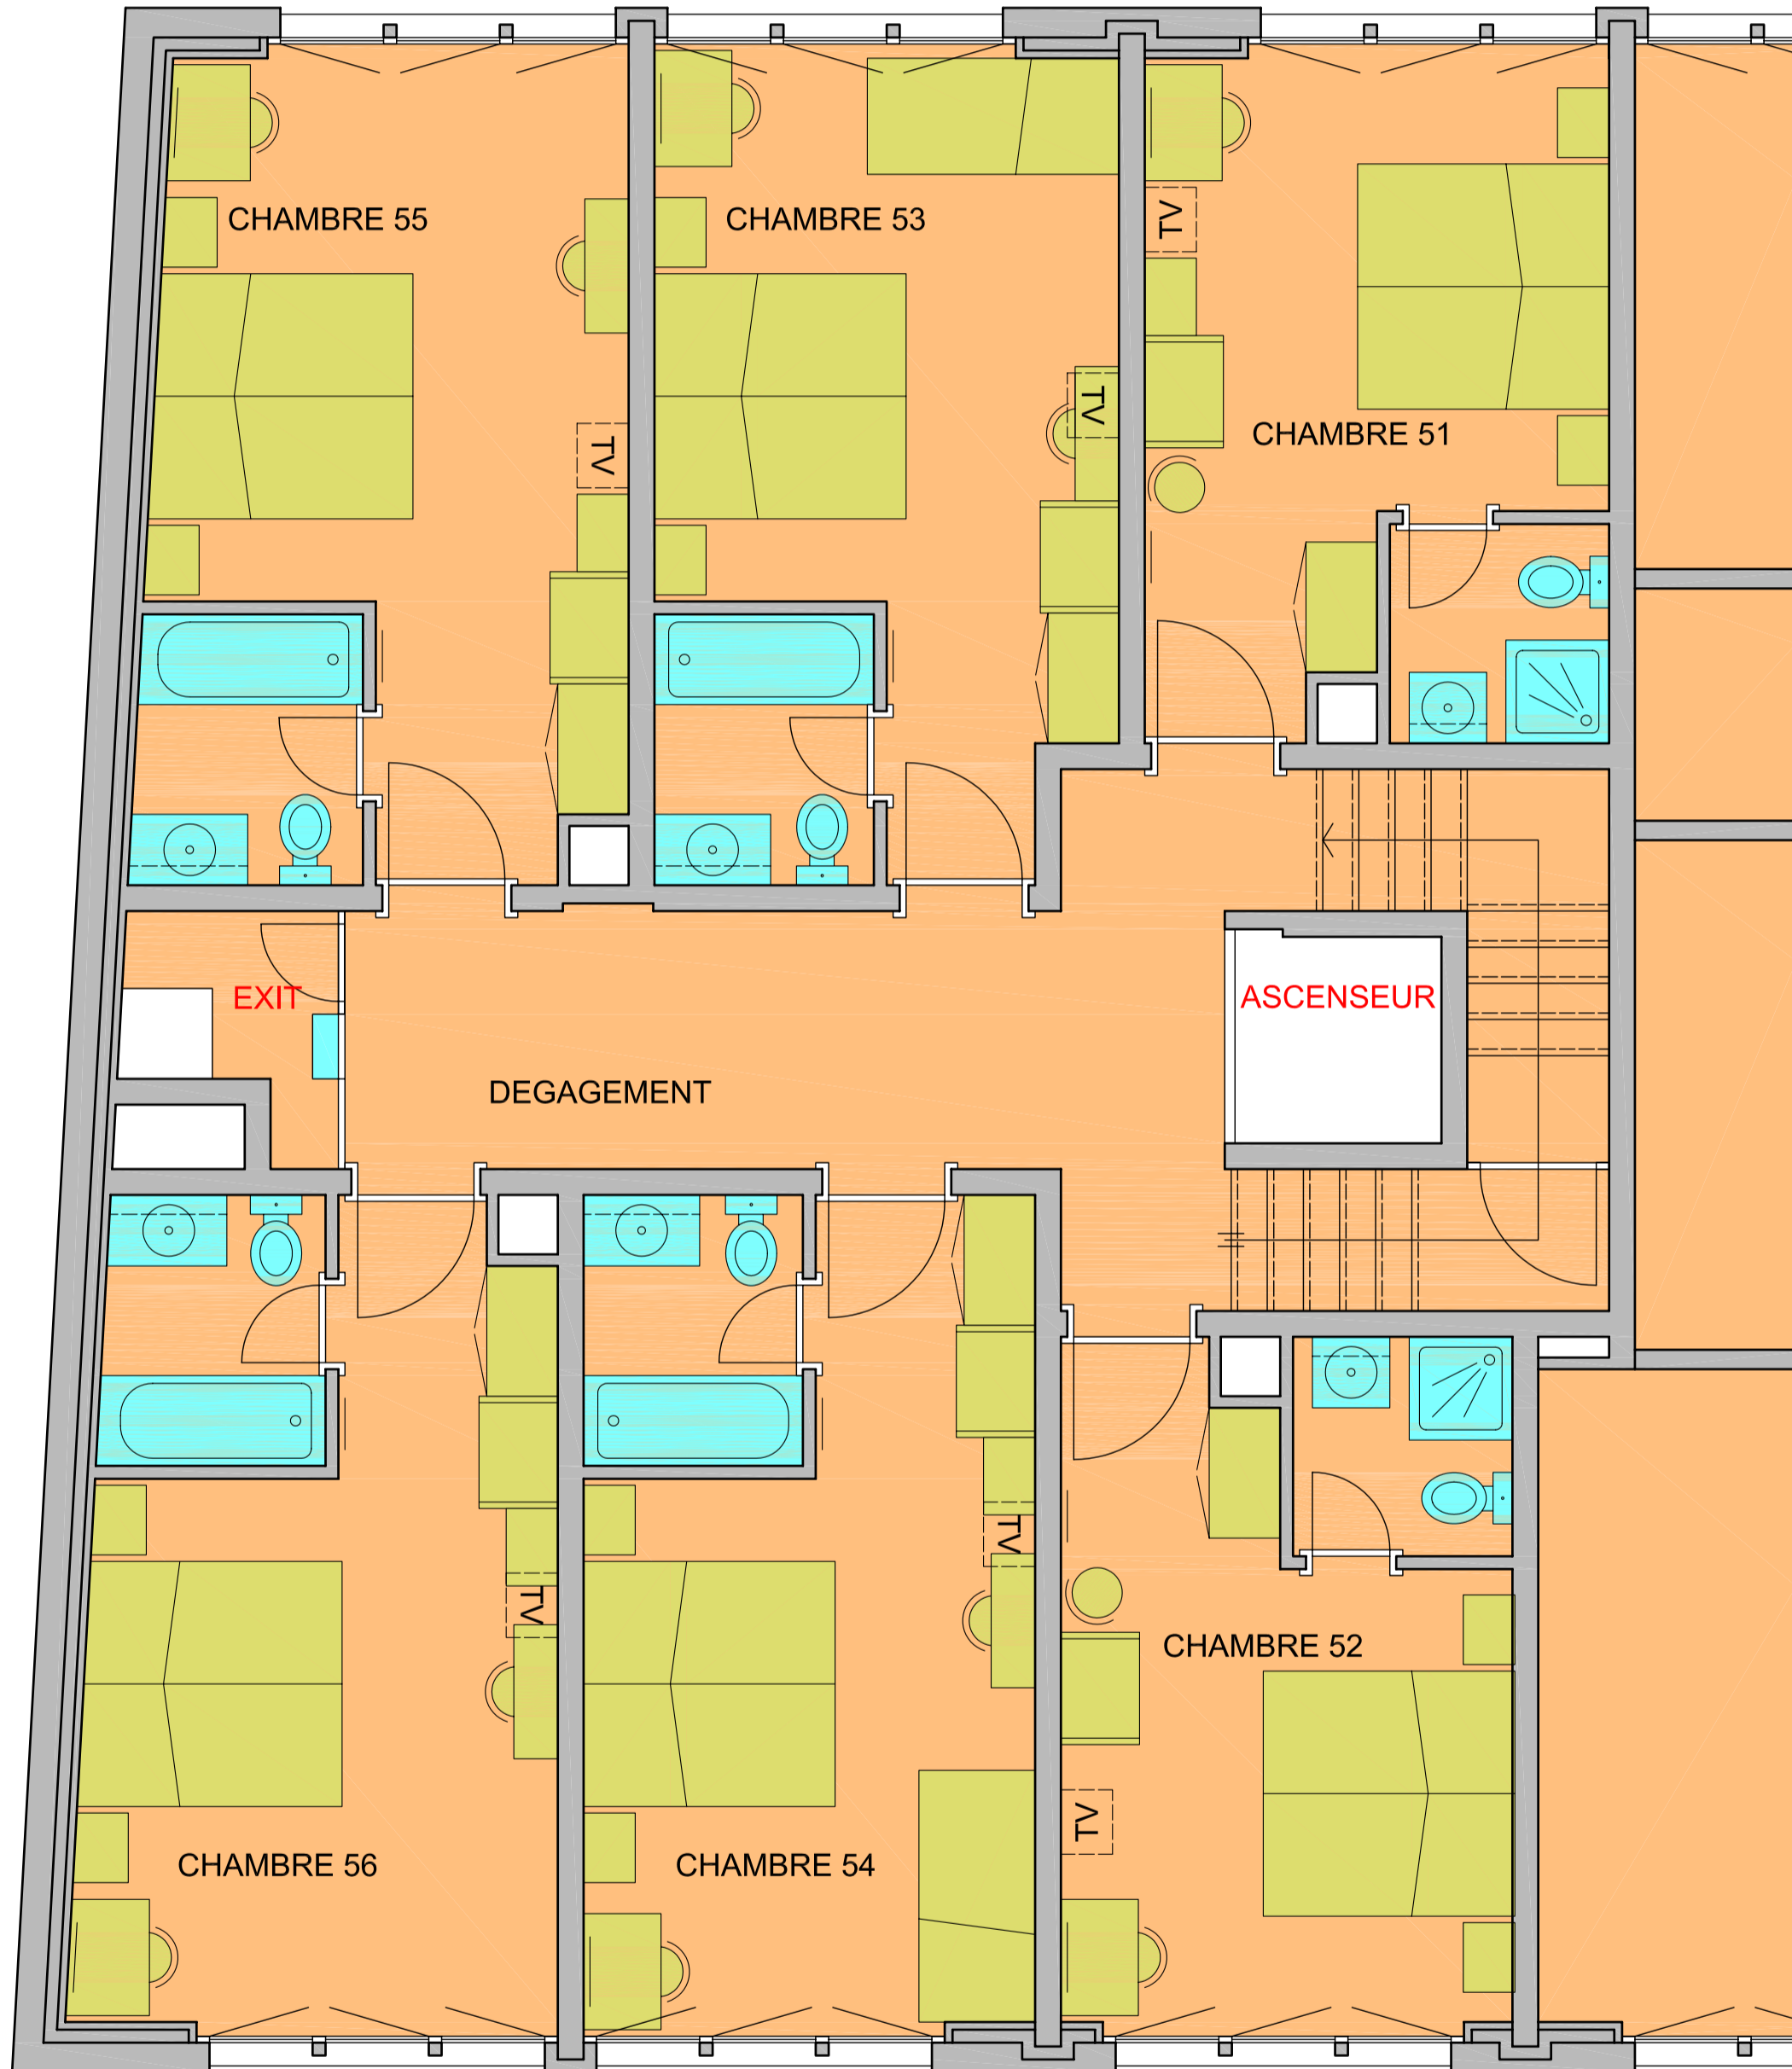 CHAMBRE 55
CHAMBRE 53
TV
CHAMBRE 51
TV
TV
EXIT
ASCENSEUR
DEGAGEMENT
TV
TV
CHAMBRE 52
TV
CHAMBRE 56
CHAMBRE 54